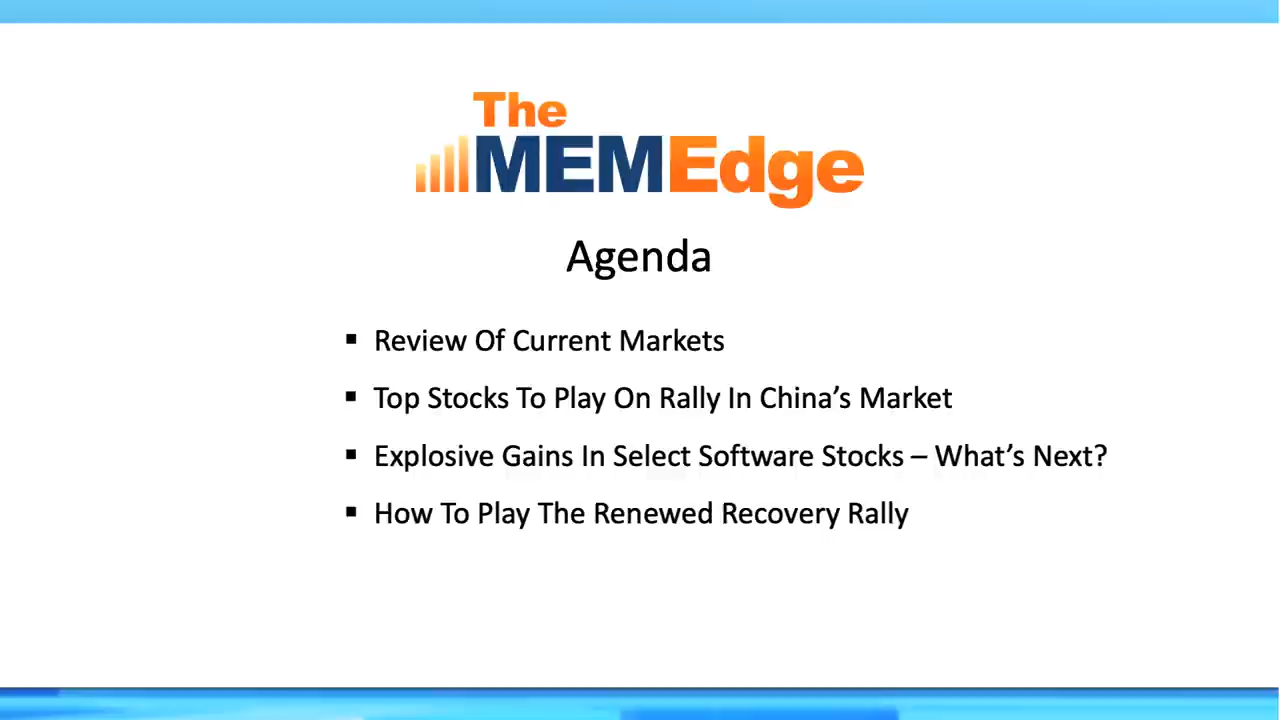 The
MEMEdge
Agenda
▪ Review Of Current Markets
▪ Top Stocks To Play On Rally In China’s Market
▪ Explosive Gains In Select Software Stocks – What’s Next?
▪ How To Play The Renewed Recovery Rally